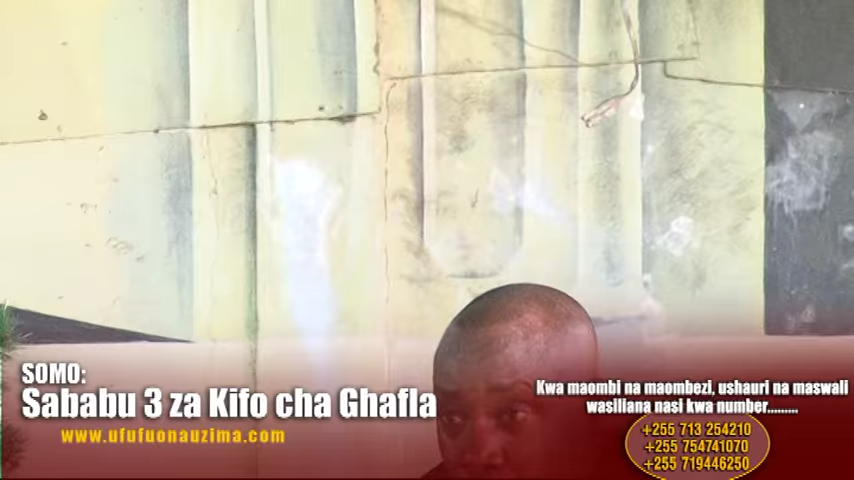 SOMO:
Sababu 3 za Kifo cha Ghafla
www.ufufuonauzima.com
Kwa maombi na maombezi, ushauri na maswali
wasiliana nasi kwa number.........
+255 713 254210
+255 754741070
+255 719446250